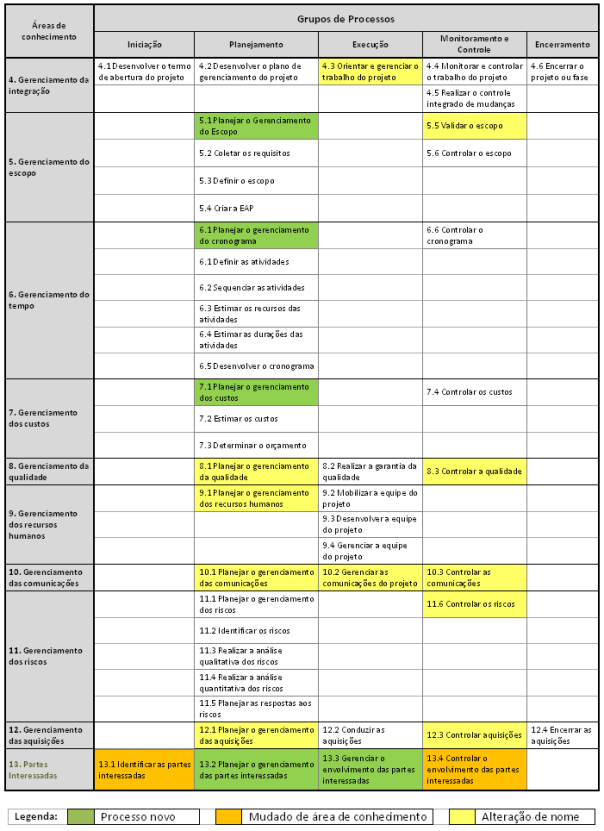 Áreas de
conhecimento
Grupos de Processos
Iniciação
Planejamento
Execução
Monitoramento e
Controle
Encerramento
4. Gerenciamento da
integração
4.1 Desenvolver o termo
de abertura do projeto
4.2 Desenvolver o plano de
gerenciamento do projeto
4.3 Orientar e gerenciar o
trabalho do projeto
4.4 Monitorar e controlar
o trabalho do projeto
4.6 Encerrar o
projeto ou fase
4.5 Realizar o controle
integrado de mudanças
5. Gerenciamento do
escopo
5.1 Planejar o Gerenciamento
do Escopo
5.5 Validar o escopo
5.2 Coletar os requisitos
5.6 Controlar o escopo
5.3 Definir o escopo
5.4 Criar a EAP
6. Gerenciamento do
tempo
6.1 Planejar o gerenciamento
do cronograma
6.6 Controlar o
cronograma
6.1 Definir as atividades
6.2 Sequenciar as atividades
6.3 Estimar os recursos das
atividades
6.4 Estimar as durações das
atividades
6.5 Desenvolver o cronograma
7. Gerenciamento
dos custos
7.1 Planejar o gerenciamento
dos custos
7.4 Controlar os custos
7.2 Estimar os custos
7.3 Determinar o orçamento
8. Gerenciamento da
qualidade
8.1 Planejar o gerenciamento
da qualidade
8.2 Realizar a garantia da
qualidade
8.3 Controlar a qualidade
9. Gerenciamento
dos recursos
humanos
9.1 Planejar o gerenciamento
dos recursos humanos
9.2 Mobilizar a equipe do
projeto
9.3 Desenvolver a equipe
do projeto
9.4 Gerenciar a equipe
do projeto
10. Gerenciamento
das comunicações
10.1 Planejar o gerenciamento
das comunicações
10.2 Gerenciar as
comunicações do projeto
10.3 Controlar as
comunicações
11. Gerenciamento
dos riscos
11.1 Planejar o gerenciamento
dos riscos
11.6 Controlar os riscos
11.2 Identificar os riscos
11.3 Realizar a análise
qualitativa dos riscos
11.4 Realizar a análise
quantitativa dos riscos
11.5 Planejar as respostas aos
riscos
12. Gerenciamento
das aquisições
12.1 Planejar o gerenciamento
das aquisições
12.2 Conduzir as
aquisições
12.3 Controlar aquisições
12.4 Encerrar as
aquisições
13. Partes
Interessadas
13.1 Identificar as partes
interessadas
13.2 Planejar o gerenciamento
das partes interessadas
13.3 Gerenciar o
envolvimento das partes
interessadas
13.4 Controlar o
envolvimento das partes
interessadas
Legenda:
Processo novo
Mudado de área de conhecimento
Alteração de nome